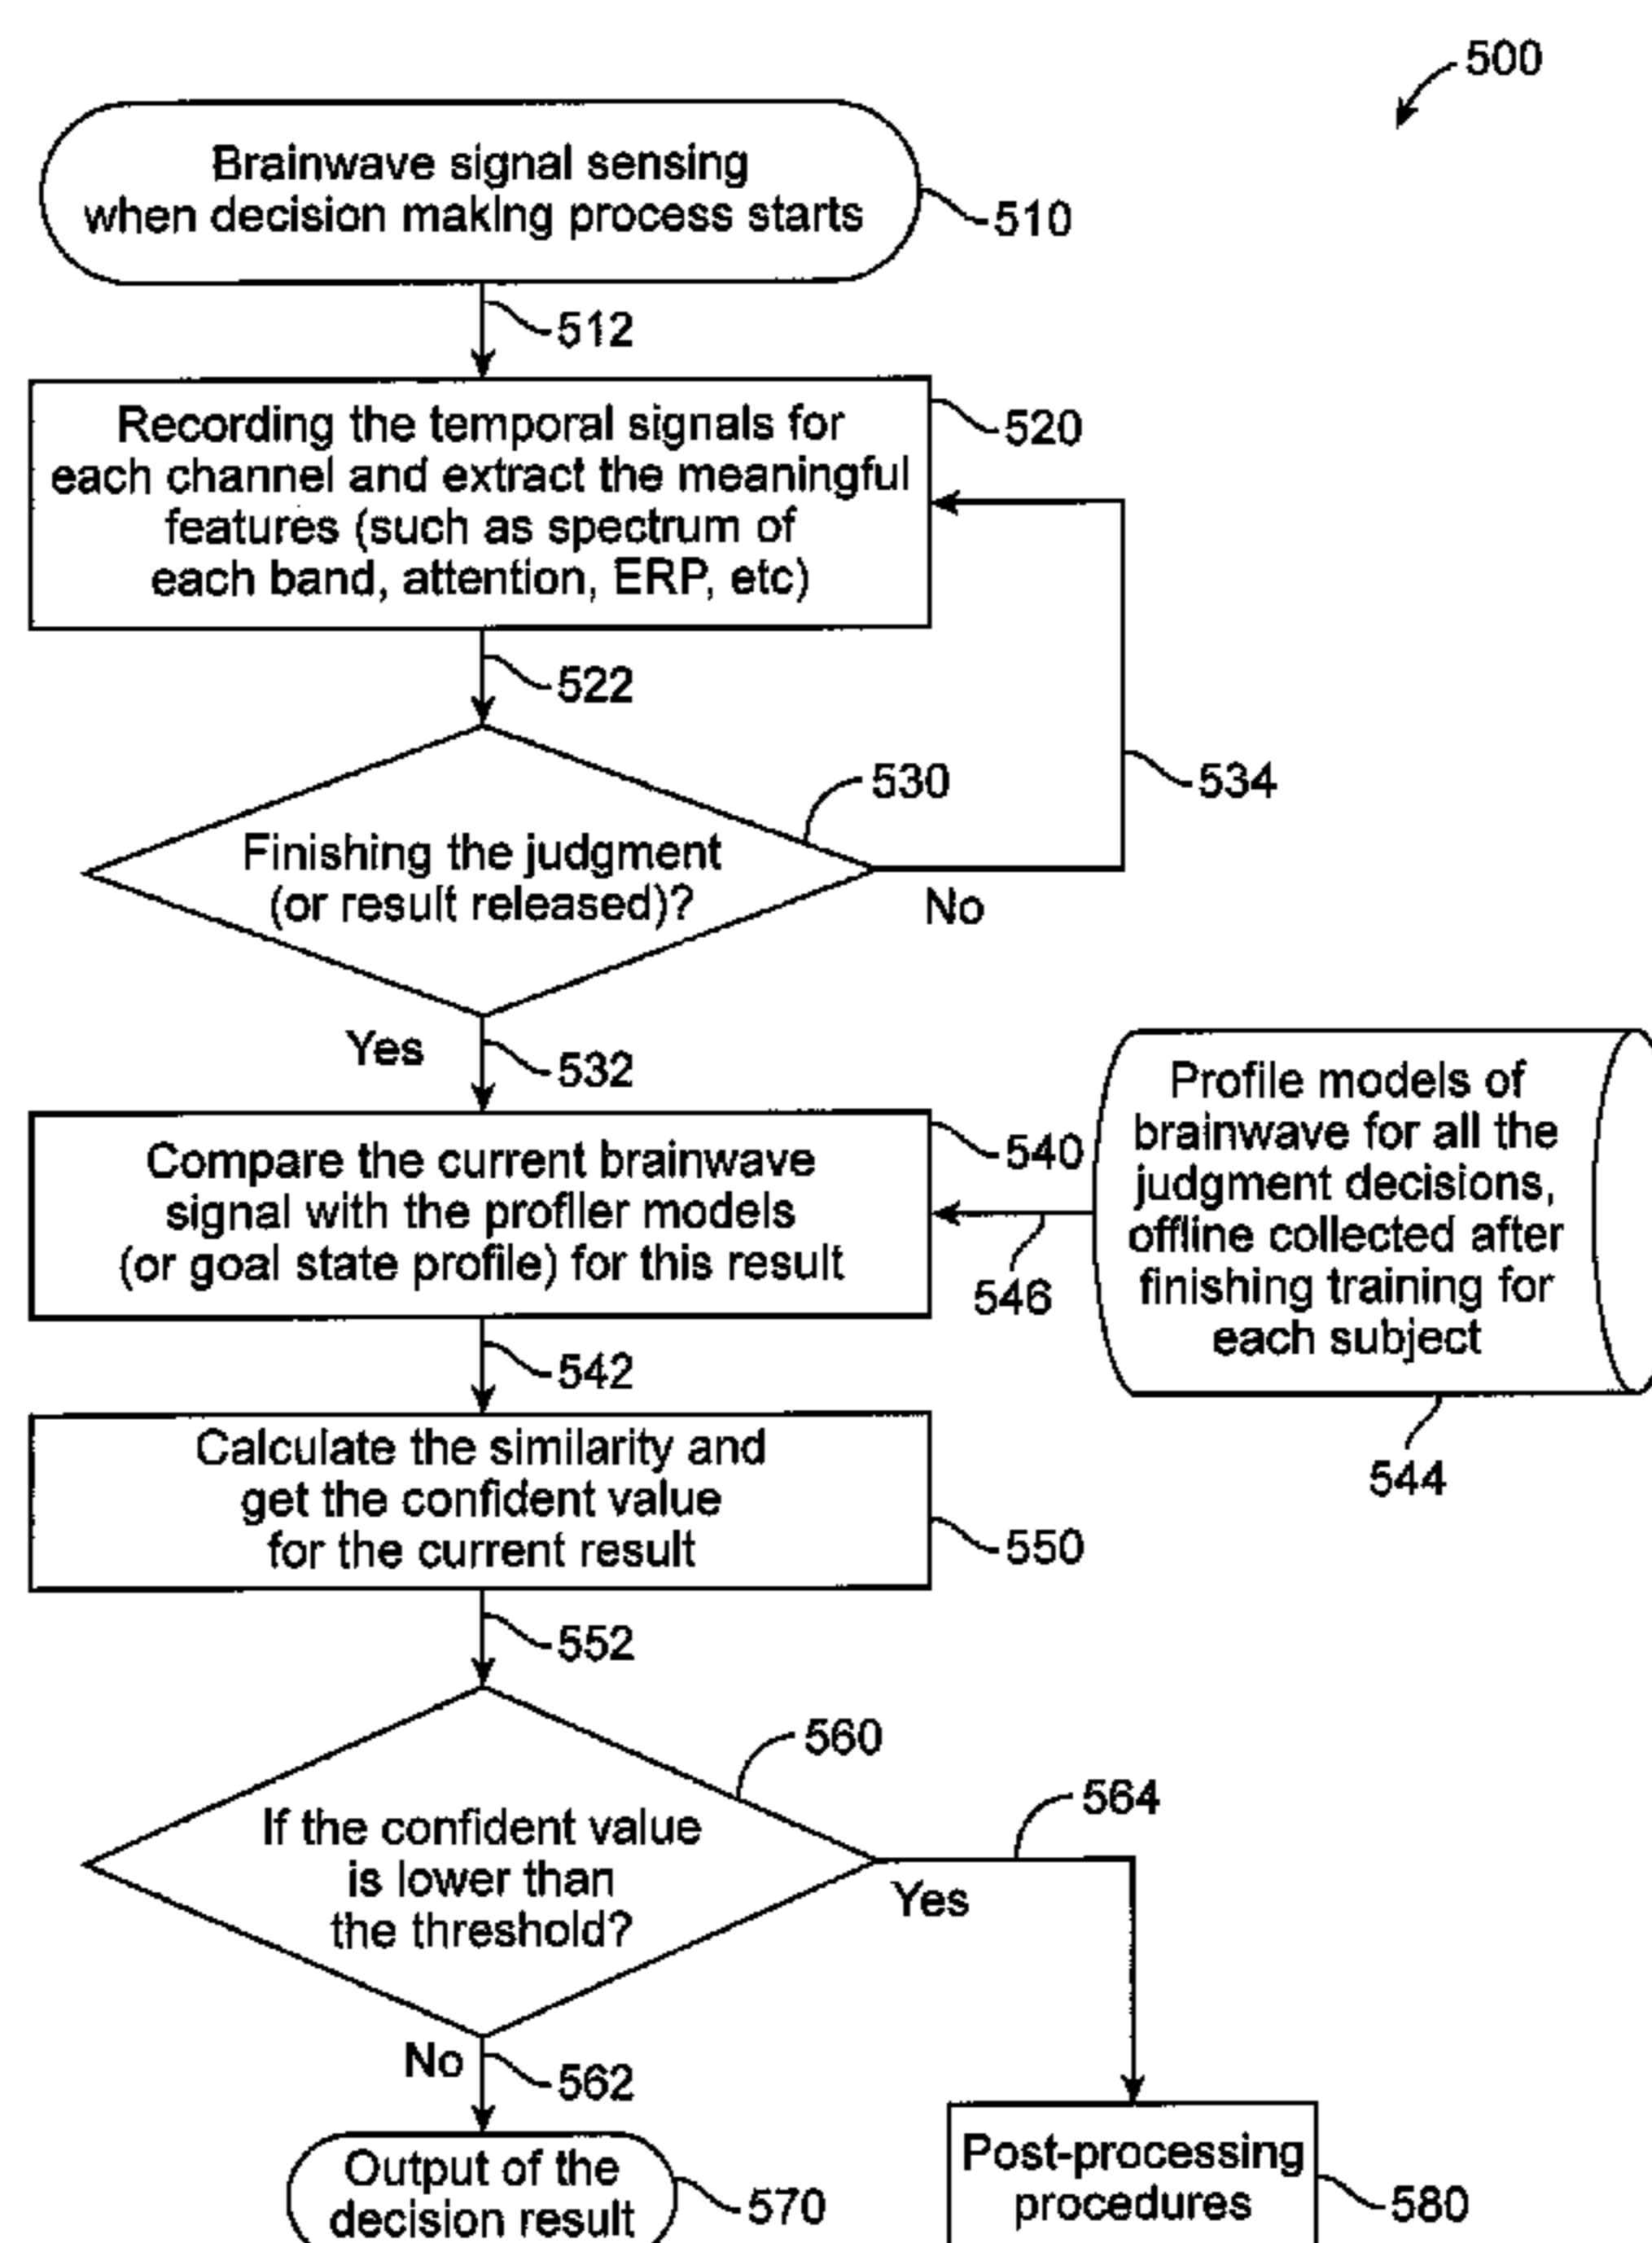 500
Brainwave signal sensing
when decision making process starts
510
512
Recording the temporal signals for
each channel and extract the meaningful
features (such as spectrum of
each band, attention, ERP, etc)
520
522
530
534
Finishing the judgment
(or result released)?
No
Yes
532
Compare the current brainwave
signal with the profiler models
(or goal state profile) for this result
540
546
Profile models of
brainwave for all the
judgment decisions,
offline collected after
finishing training for
each subject
544
542
Calculate the similarity and
get the confident value
for the current result
550
552
560
564
If the confident value
is lower than
the threshold?
Yes
No
562
Output of the
decision result
570
Post-processing
procedures
580